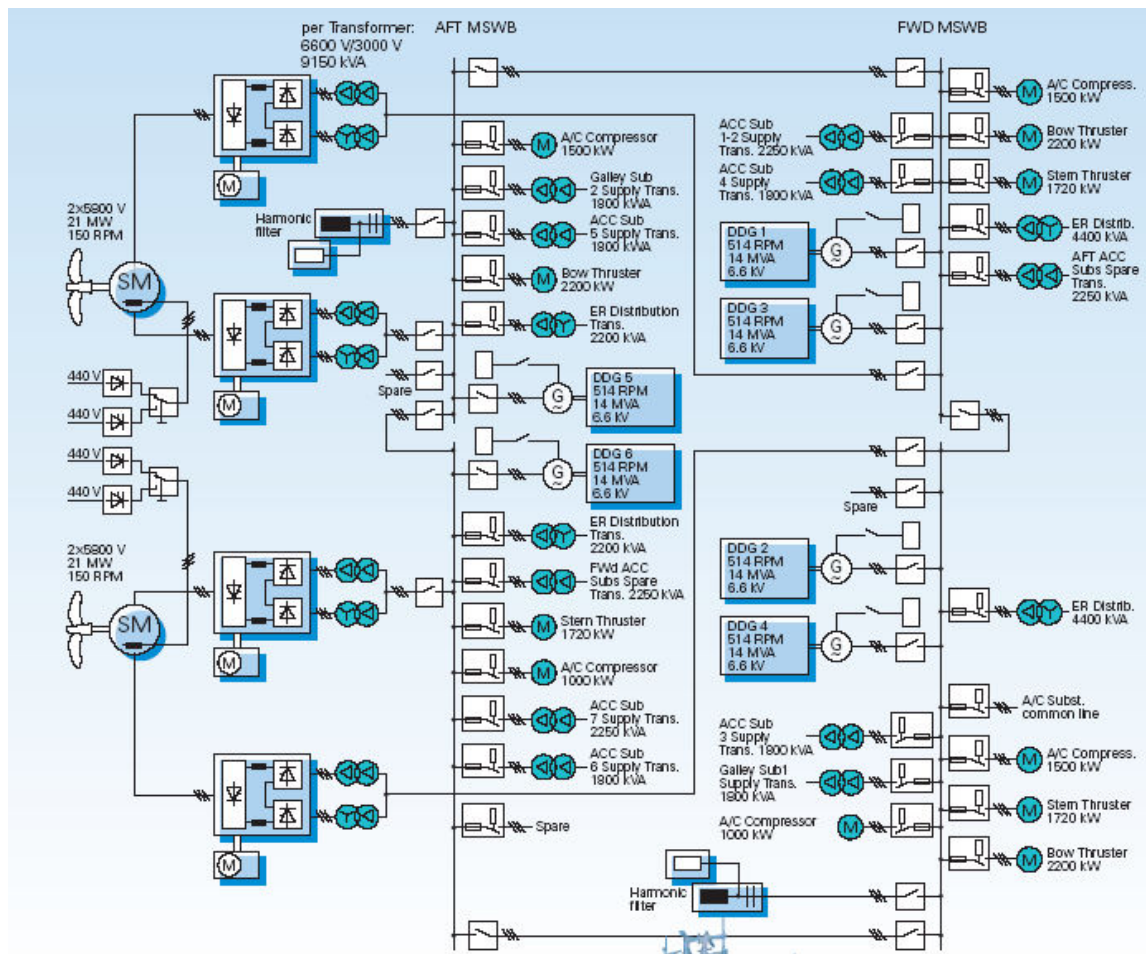 per Transformer:
6600 V/3000 V
9150 kVA
AFT MSWB
FWD MSWB
M
A/C Compress.
1500 kW
ACC Sub
1-2 Supply
Trans. 2250 kVA
M
Bow Thruster
2200 kW
ACC Sub
4 Supply
Trans. 1800 kVA
M
Stern Thruster
1720 kW
ER Distrib.
4400 kVA
AFT ACC
Subs Spare
Trans.
2250 kVA
DDG 1
514 RPM
14 MVA
6.6 kV
G
~
DDG 3
514 RPM
14 MVA
6.6 kV
G
~
M
A/C Compressor
1500 kW
Galley Sub
2 Supply Trans.
1800 kWA
ACC Sub
5 Supply Trans.
1800 kWA
M
Bow Thruster
2200 kW
ER Distribution
Trans.
2200 kVA
Harmonic
filter
M
2x5800 V
21 MW
150 RPM
SM
M
Spare
440 V
440 V
440 V
440 V
G
~
DDG 5
514 RPM
14 MVA
6.6 kV
G
~
DDG 6
514 RPM
14 MVA
6.6 kV
Spare
2x5800 V
21 MW
150 RPM
SM
M
M
ER Distribution
Trans.
2200 kVA
FWd ACC
Subs Spare
Trans. 2250 kVA
M
Stern Thruster
1720 kW
M
A/C Compressor
1000 kW
ACC Sub
7 Supply Trans.
2250 kVA
ACC Sub
6 Supply Trans.
1800 kVA
Spare
DDG 2
514 RPM
14 MVA
6.6 kV
G
~
DDG 4
514 RPM
14 MVA
6.6 kV
G
~
ER Distrib.
4400 kVA
A/C Subst.
common line
ACC Sub
3 Supply
Trans. 1800 kVA
M
A/C Compress.
1500 kW
Galley Sub1
Supply Trans.
1800 kVA
M
Stern Thruster
1720 kW
A/C Compressor
1000 kW
M
M
Bow Thruster
2200 kW
Harmonic
filter